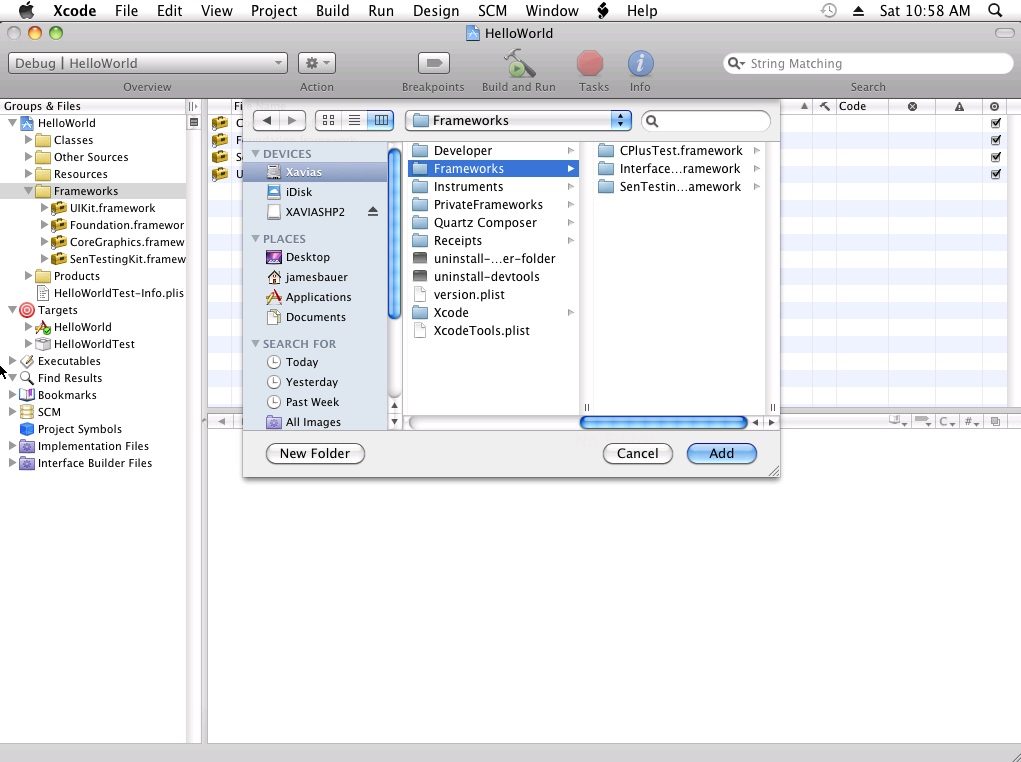 Xcode File Edit View Project Build Run Design SCM Window Help Sat 10:58 AM
HelloWorld
Debug | HelloWorld
String Matching
Overview Action Breakpoints Build and Run Tasks Info Search
Groups & Files
HelloWorld
Classes
Other Sources
Resources
Frameworks
UIKit.framework
Foundation.framewor
CoreGraphics.framew
SenTestingKit.framew
Products
HelloWorldTest-Info.plis
Targets
HelloWorld
HelloWorldTest
Executables
Find Results
Bookmarks
SCM
Project Symbols
Implementation Files
Interface Builder Files
Code
Frameworks
DEVICES
Xavias
iDisk
XAVIASHP2
PLACES
Desktop
jamesbauer
Applications
Documents
SEARCH FOR
Today
Yesterday
Past Week
All Images
Developer
Frameworks
Instruments
PrivateFrameworks
Quartz Composer
Receipts
uninstall-...er-folder
uninstall-devtools
version.plist
Xcode
XcodeTools.plist
CPlusTest.framework
Interface...ramework
SenTestin...amework
New Folder
Cancel
Add
C
#